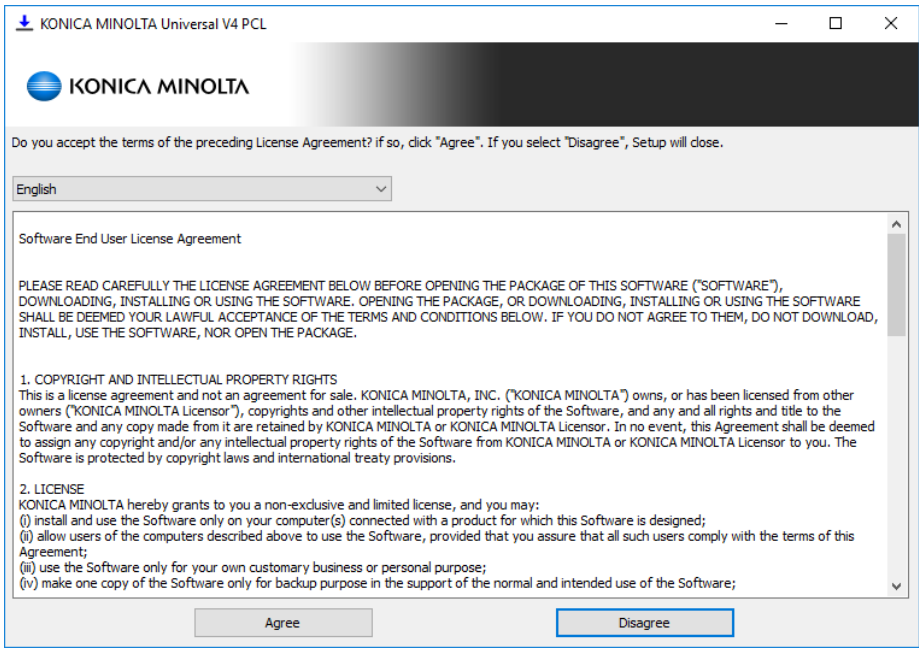 KONICA MINOLTA Universal V4 PCL
KONICA MINOLTA
Do you accept the terms of the preceding License Agreement? if so, click "Agree". If you select "Disagree", Setup will close.
English
Software End User License Agreement
PLEASE READ CAREFULLY THE LICENSE AGREEMENT BELOW BEFORE OPENING THE PACKAGE OF THIS SOFTWARE ("SOFTWARE"),
DOWNLOADING, INSTALLING OR USING THE SOFTWARE. OPENING THE PACKAGE, OR DOWNLOADING, INSTALLING OR USING THE SOFTWARE
SHALL BE DEEMED YOUR LAWFUL ACCEPTANCE OF THE TERMS AND CONDITIONS BELOW. IF YOU DO NOT AGREE TO THEM, DO NOT DOWNLOAD,
INSTALL, USE THE SOFTWARE, NOR OPEN THE PACKAGE.
1. COPYRIGHT AND INTELLECTUAL PROPERTY RIGHTS
This is a license agreement and not an agreement for sale. KONICA MINOLTA, INC. ("KONICA MINOLTA") owns, or has been licensed from other
owners ("KONICA MINOLTA Licensor"), copyrights and other intellectual property rights of the Software, and any and all rights and title to the
Software and any copy made from it are retained by KONICA MINOLTA or KONICA MINOLTA Licensor. In no event, this Agreement shall be deemed
to assign any copyright and/or any intellectual property rights of the Software from KONICA MINOLTA or KONICA MINOLTA Licensor to you. The
Software is protected by copyright laws and international treaty provisions.
2. LICENSE
KONICA MINOLTA hereby grants to you a non-exclusive and limited license, and you may:
(i) install and use the Software only on your computer(s) connected with a product for which this Software is designed;
(ii) allow users of the computers described above to use the Software, provided that you assure that all such users comply with the terms of this
Agreement;
(iii) use the Software only for your own customary business or personal purpose;
(iv) make one copy of the Software only for backup purpose in the support of the normal and intended use of the Software;
Agree
Disagree